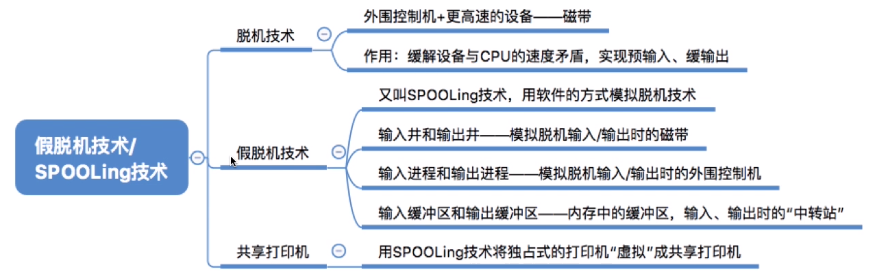 假脱机技术/
SPOOLing技术
脱机技术
外围控制机+更高速的设备——磁带
作用：缓解设备与CPU的速度矛盾，实现预输入、缓输出
假脱机技术
又叫SPOOLing技术，用软件的方式模拟脱机技术
输入井和输出井——模拟脱机输入/输出时的磁带
输入进程和输出进程——模拟脱机输入/输出时的外围控制机
输入缓冲区和输出缓冲区——内存中的缓冲区，输入、输出时的“中转站”
共享打印机
用SPOOLing技术将独占式的打印机“虚拟”成共享打印机